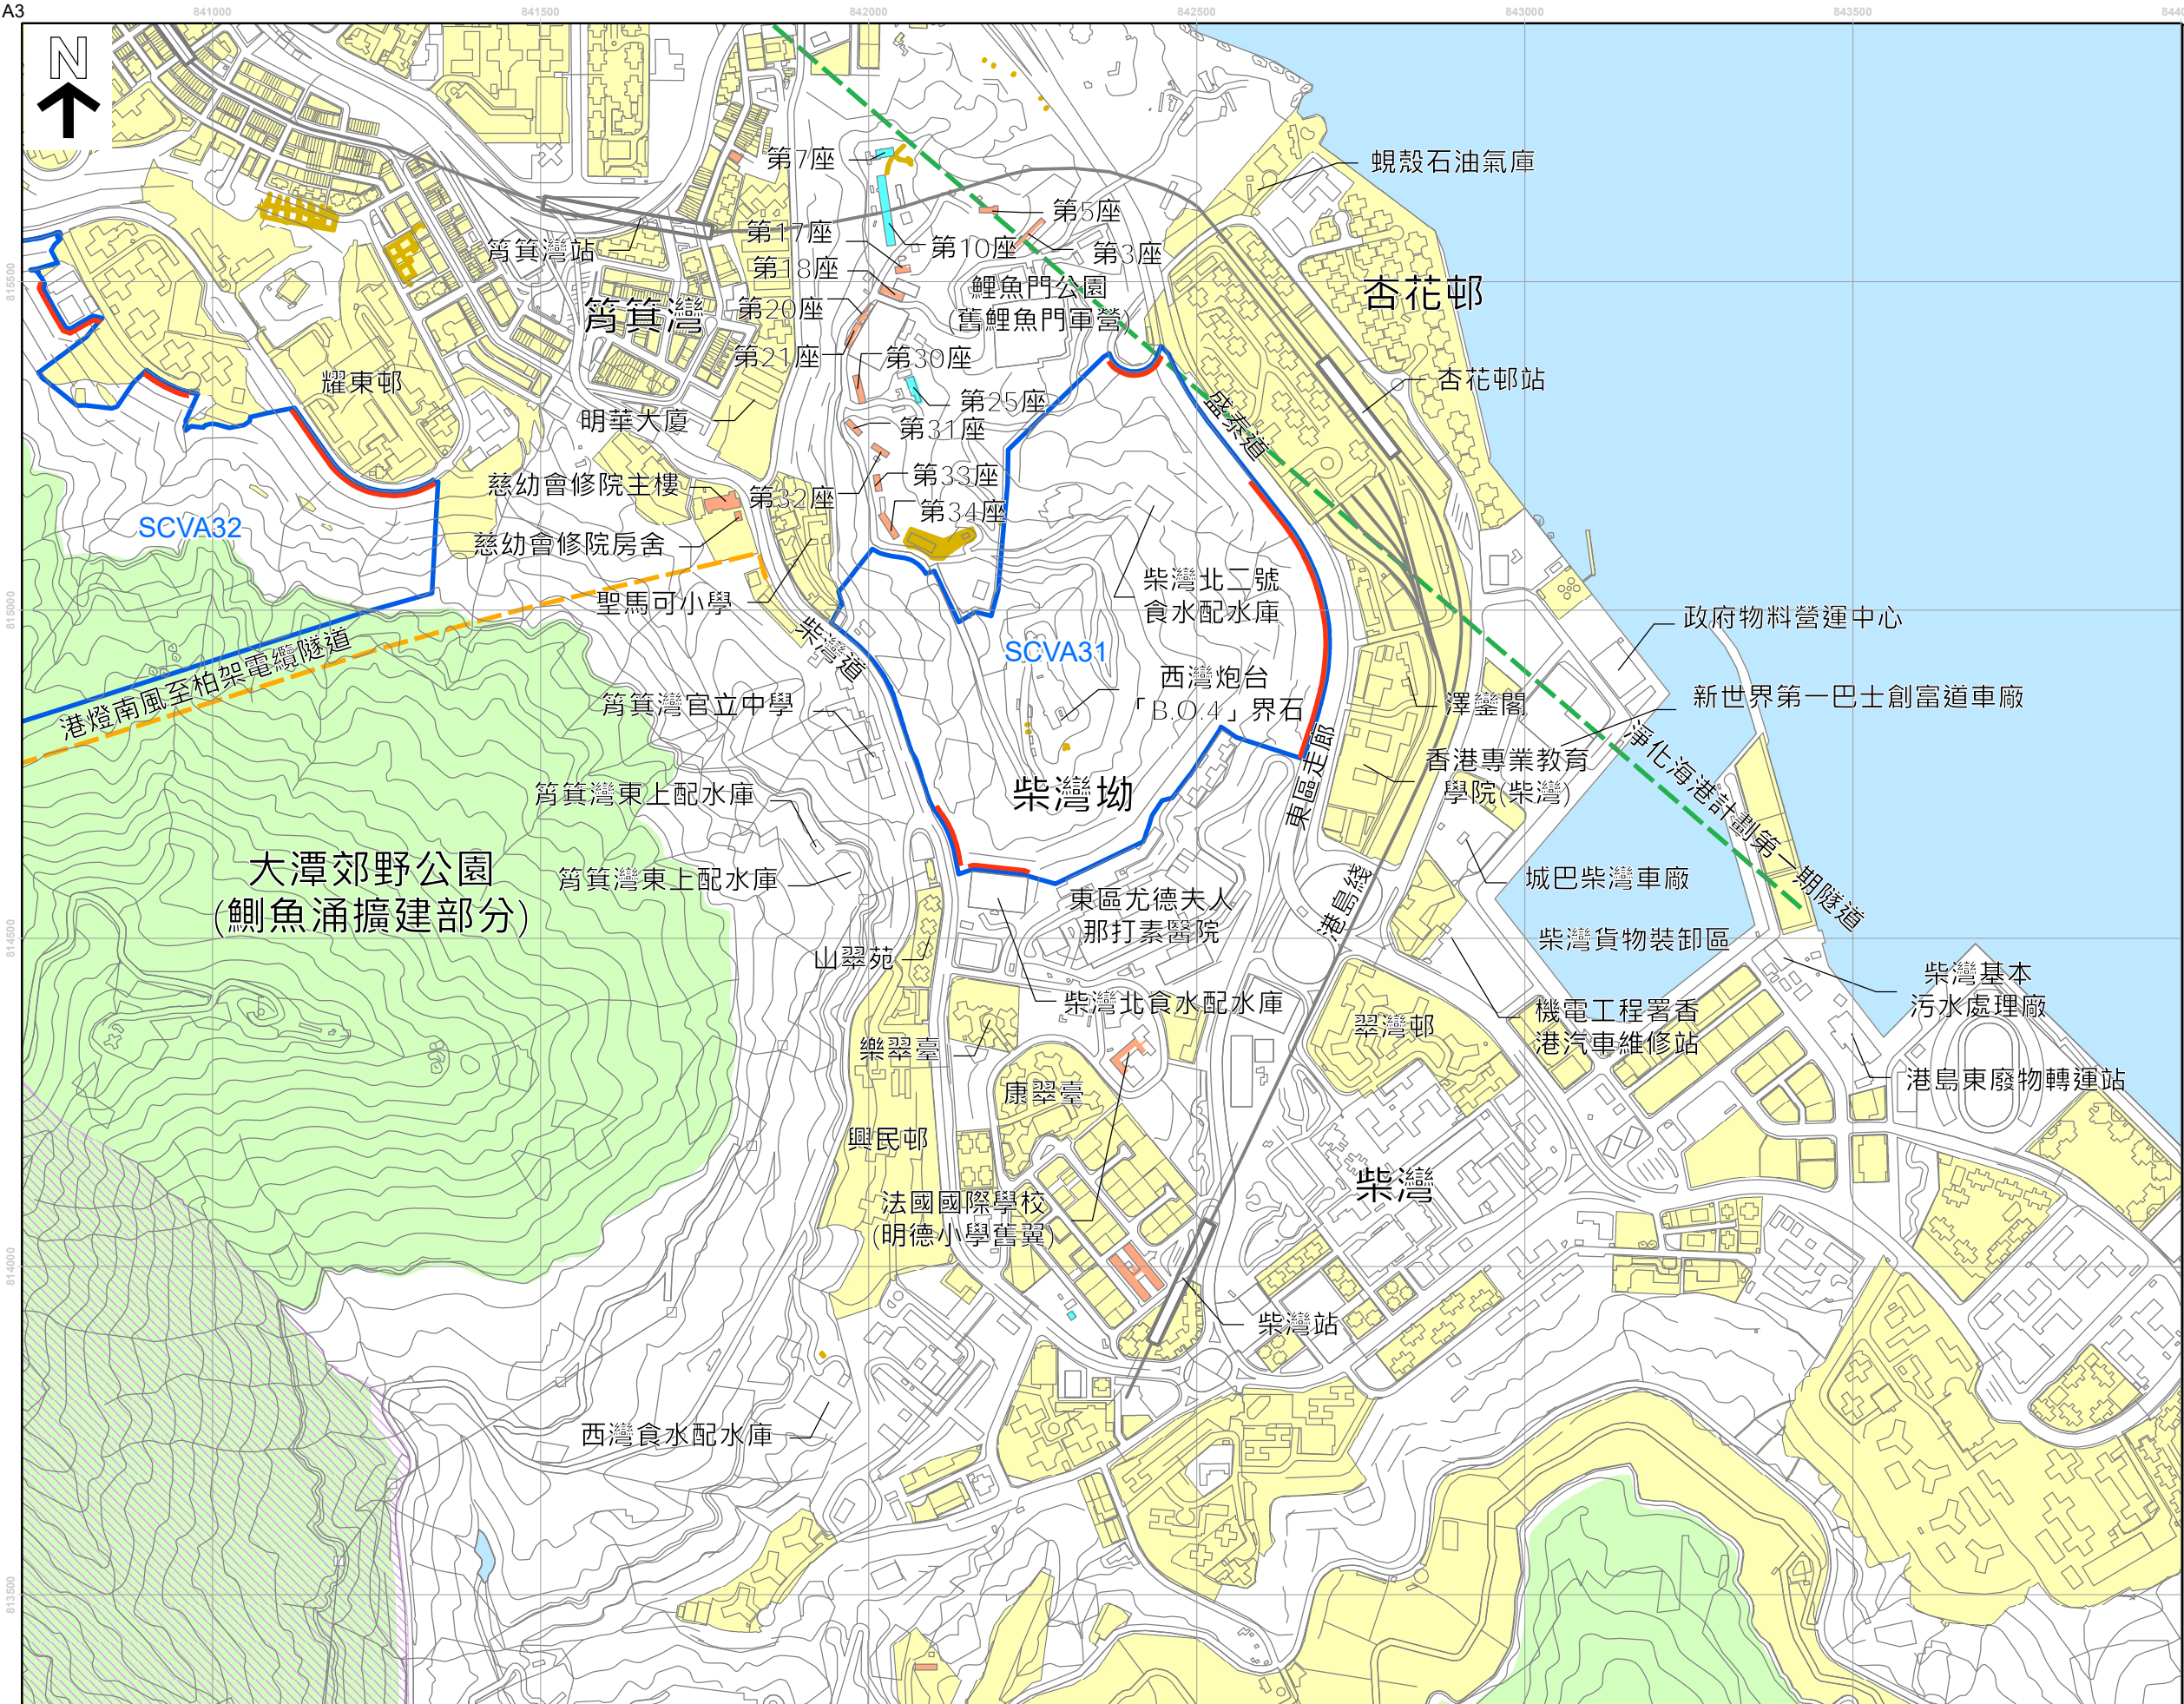 A3
841000
841500
842000
842500
843000
843500
N
第7座
蜆殼石油氣庫
第5座
第17座
筲箕灣站
第10座
第3座
第18座
815500
鯉魚門公園
(舊鯉魚門軍營)
杏花邨
第20座
筲箕灣
第21座
第30座
耀東邨
杏花邨站
第25座
盛泰道
明華大廈
第31座
第33座
慈幼會修院主樓
第32座
第34座
SCVA32
慈幼會修院房舍
柴灣北二號
食水配水庫
聖馬可小學
815000
政府物料營運中心
柴灣道
SCVA31
港燈南風至柏架電纜隧道
西灣炮台
「B.O.4」界石
筲箕灣官立中學
澤鑾閣
新世界第一巴士創富道車廠
東區走廊
香港專業教育
學院(柴灣)
筲箕灣東上配水庫
柴灣坳
淨化海港計劃第一期隧道
大潭郊野公園
(鰂魚涌擴建部分)
筲箕灣東上配水庫
城巴柴灣車廠
東區尤德夫人
那打素醫院
港島綫
814500
柴灣貨物裝卸區
山翠苑
柴灣基本
污水處理廠
柴灣北食水配水庫
機電工程署香
港汽車維修站
翠灣邨
樂翠臺
港島東廢物轉運站
康翠臺
興民邨
柴灣
法國國際學校
(明德小學舊翼)
814000
柴灣站
西灣食水配水庫
813500